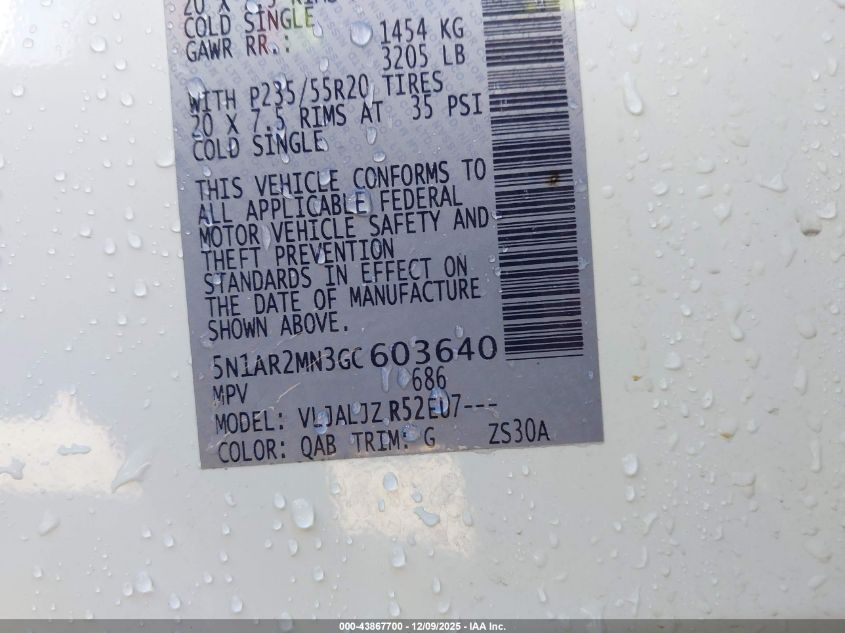 COLD SINGLE
GAWR RR.: 1454 KG
3205 LB
WITH P235/55R20 TIRES
20 X 7.5 RIMS AT 35 PSI
COLD SINGLE
THIS VEHICLE CONFORMS TO
ALL APPLICABLE FEDERAL
MOTOR VEHICLE SAFETY AND
THEFT PREVENTION
STANDARDS IN EFFECT ON
THE DATE OF MANUFACTURE
SHOWN ABOVE.
5N1AR2MN3GC603640
MPV 686
MODEL: VLJALJZ R52EU7---
COLOR: QAB TRIM: G ZS30A
000-43867700 - 12/09/2025 - IAA Inc.